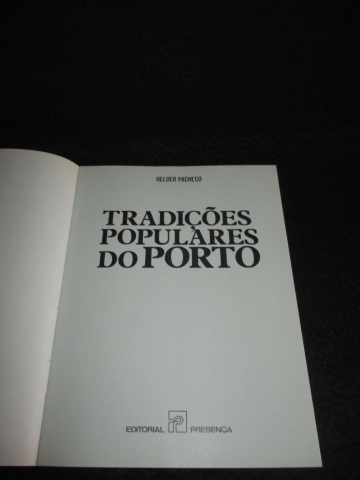 HELDER PACHECO
TRADIÇÕES
POPULARES
DO PORTO
EDITORIAL PRESENÇA